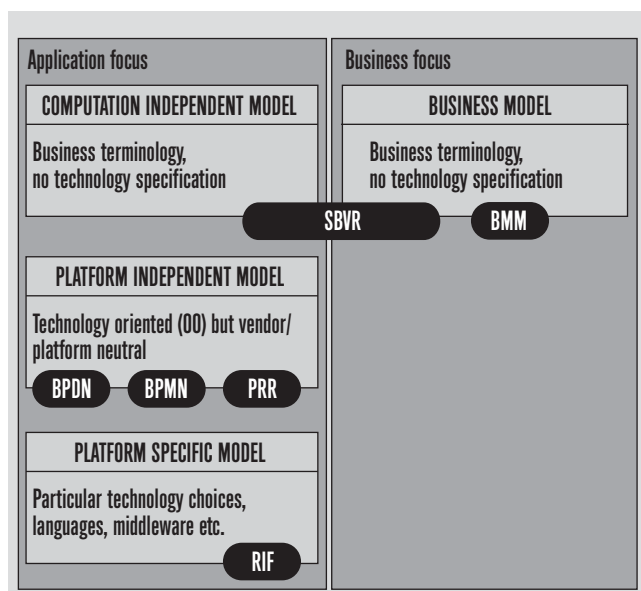 Application focus
COMPUTATION INDEPENDENT MODEL
Business terminology,
no technology specification
Business focus
BUSINESS MODEL
Business terminology,
no technology specification
SBVR
BMM
PLATFORM INDEPENDENT MODEL
Technology oriented (OO) but vendor/
platform neutral
BPDN
BPMN
PRR
PLATFORM SPECIFIC MODEL
Particular technology choices,
languages, middleware etc.
RIF